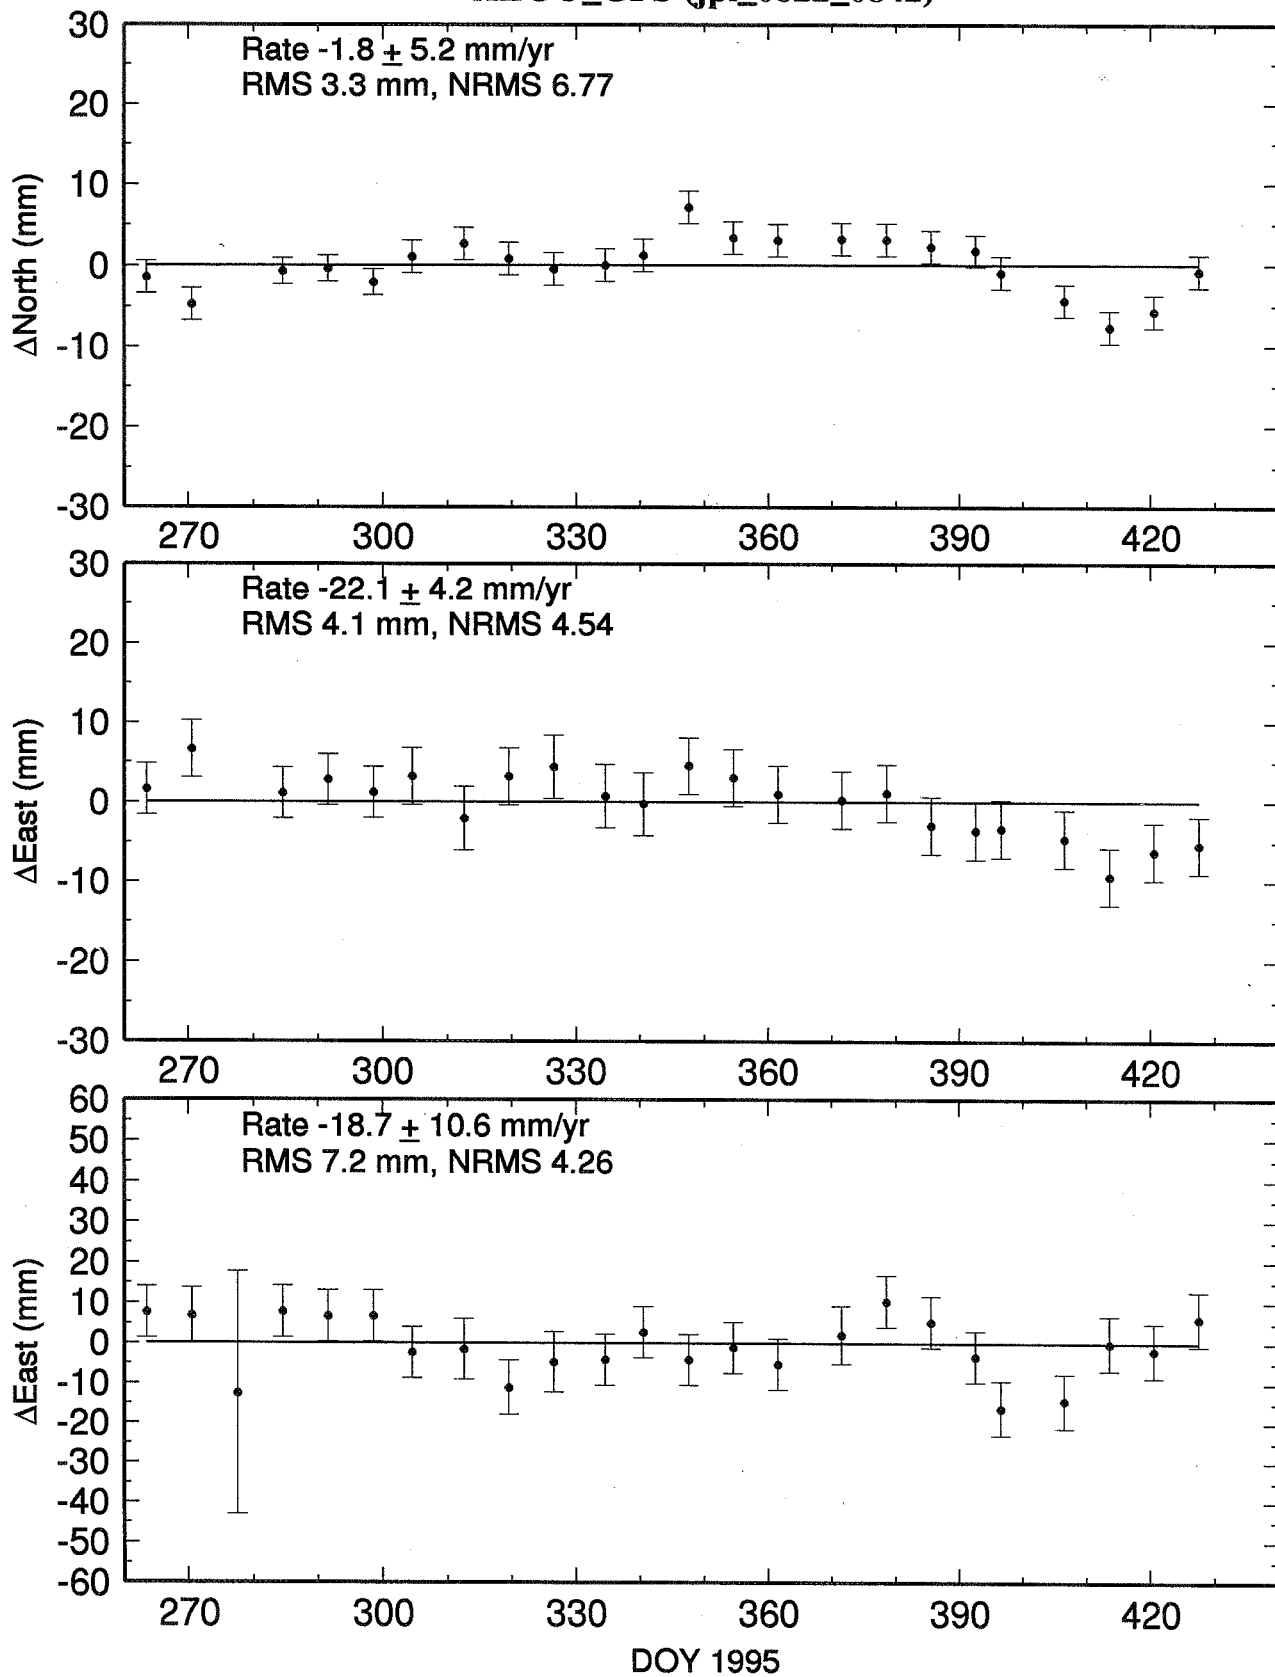 30
Rate -1.8 ± 5.2 mm/yr
RMS 3.3 mm, NRMS 6.77
20
10
0
-10
-20
-30
ΔNorth (mm)
270 300 330 360 390 420
30
Rate -22.1 ± 4.2 mm/yr
RMS 4.1 mm, NRMS 4.54
20
10
0
-10
-20
-30
ΔEast (mm)
270 300 330 360 390 420
60
Rate -18.7 ± 10.6 mm/yr
50
RMS 7.2 mm, NRMS 4.26
40
30
20
10
0
-10
-20
-30
-40
-50
-60
ΔEast (mm)
270 300 330 360 390 420
DOY 1995